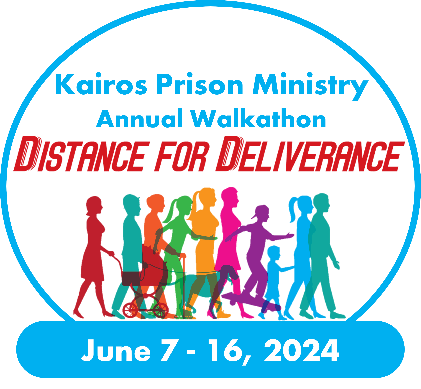 Kairos Prison Ministry
Annual Walkathon
DISTANCE FOR DELIVERANCE
June 7 - 16, 2024